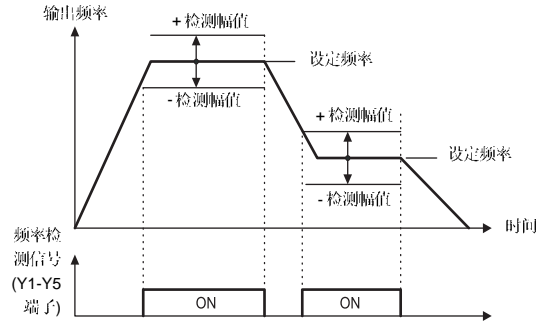 输出频率
+ 检测幅值
设定频率
- 检测幅值
+ 检测幅值
设定频率
- 检测幅值
时间
频率检
测信号
(Y1-Y5
端子)
ON
ON